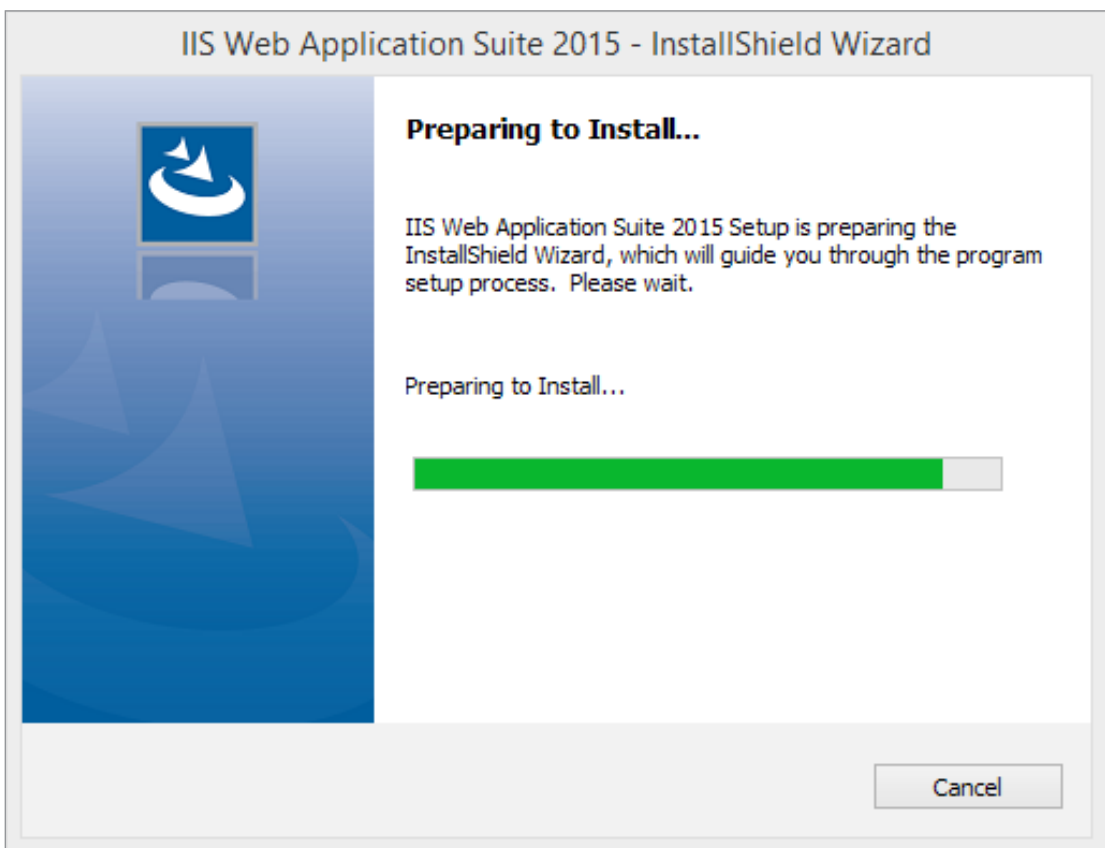 IIS Web Application Suite 2015 - InstallShield Wizard
Preparing to Install...
IIS Web Application Suite 2015 Setup is preparing the
InstallShield Wizard, which will guide you through the program
setup process.  Please wait.
Preparing to Install...
Cancel